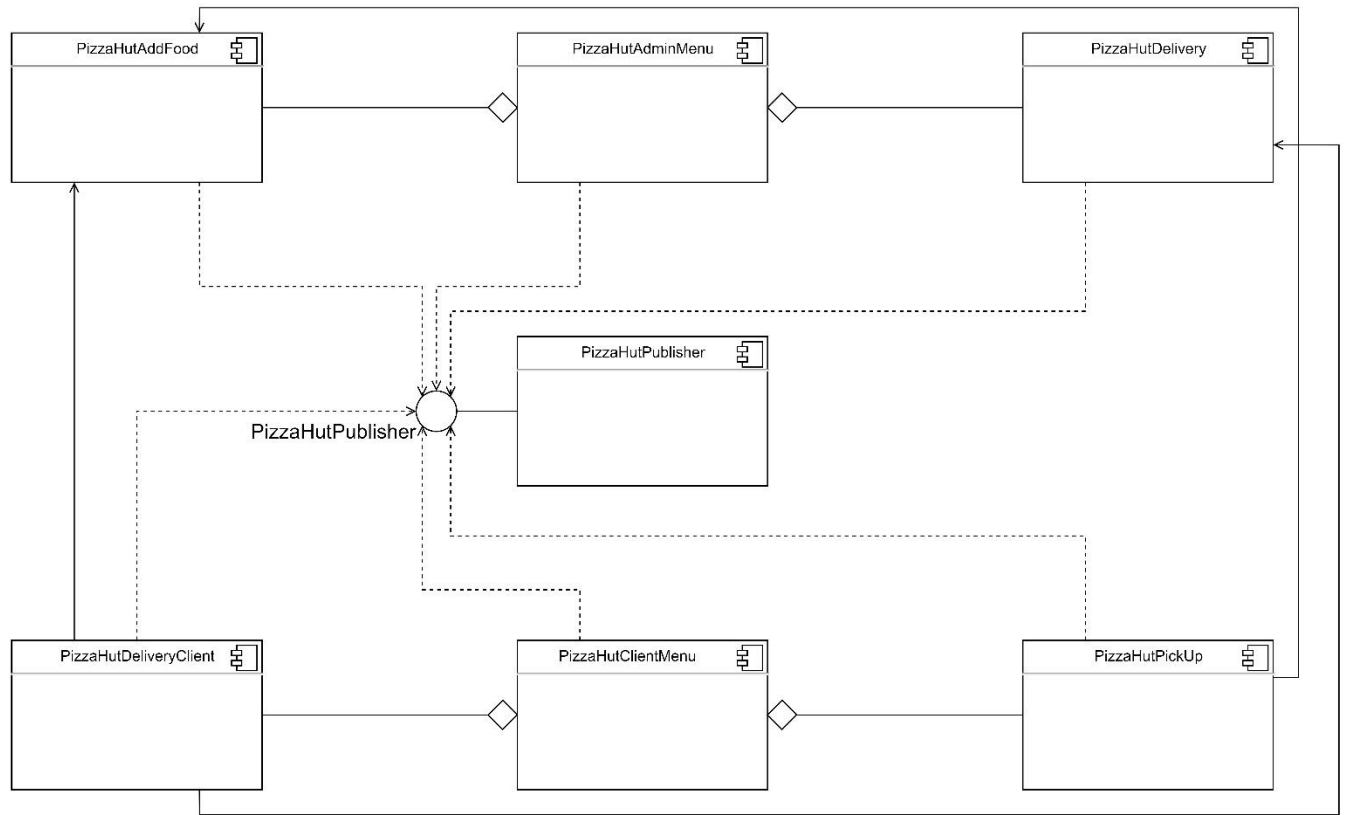 PizzaHutAddFood
PizzaHutAdminMenu
PizzaHutDelivery
PizzaHutPublisher
PizzaHutPublisher
PizzaHutDeliveryClient
PizzaHutClientMenu
PizzaHutPickUp